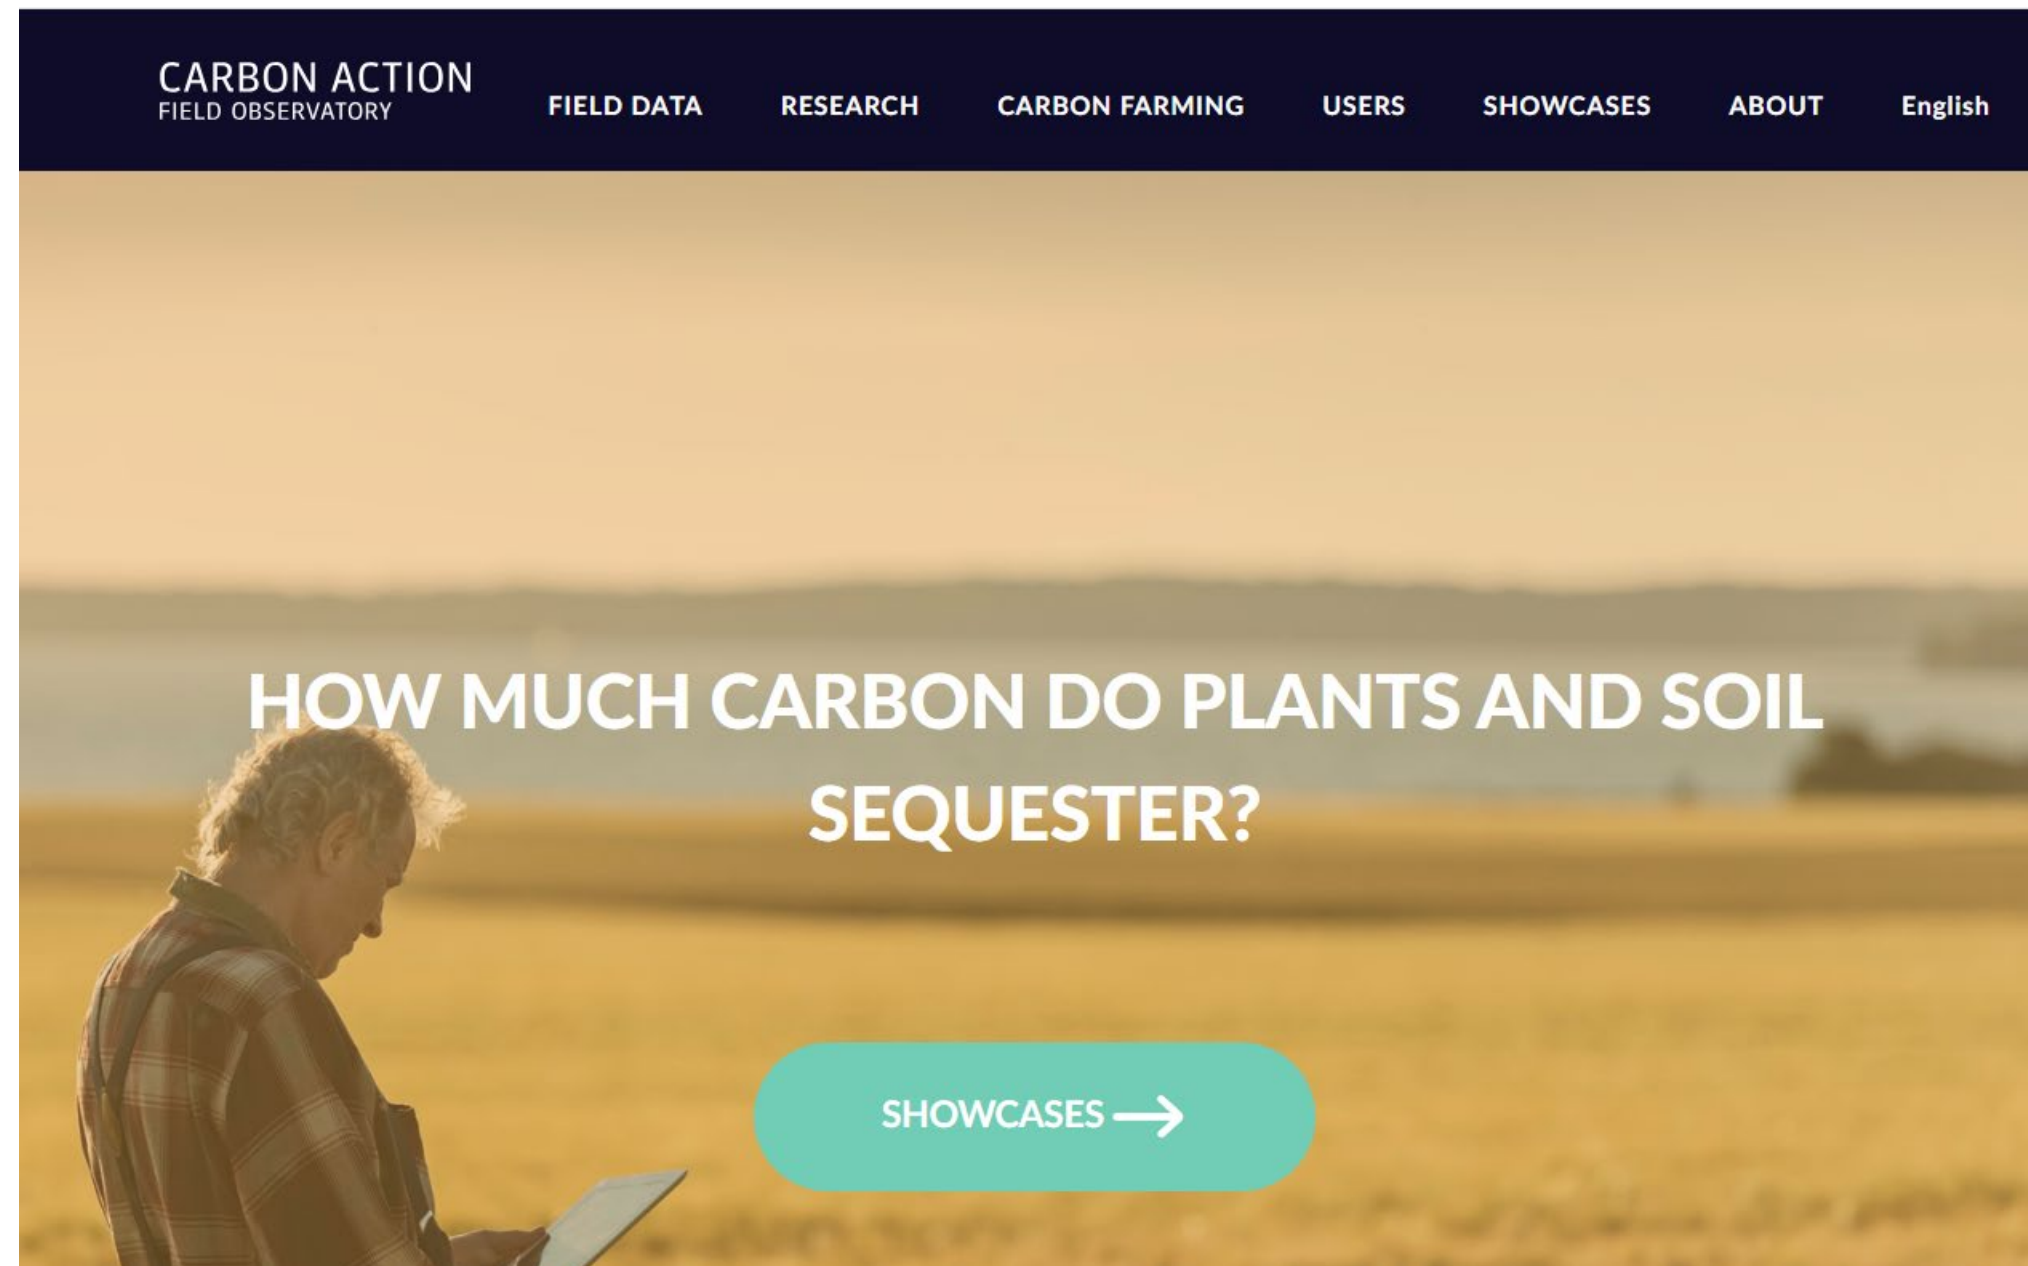 CARBON ACTION
FIELD OBSERVATORY
FIELD DATA RESEARCH CARBON FARMING USERS SHOWCASES ABOUT English
HOW MUCH CARBON DO PLANTS AND SOIL
SEQUESTER?
SHOWCASES